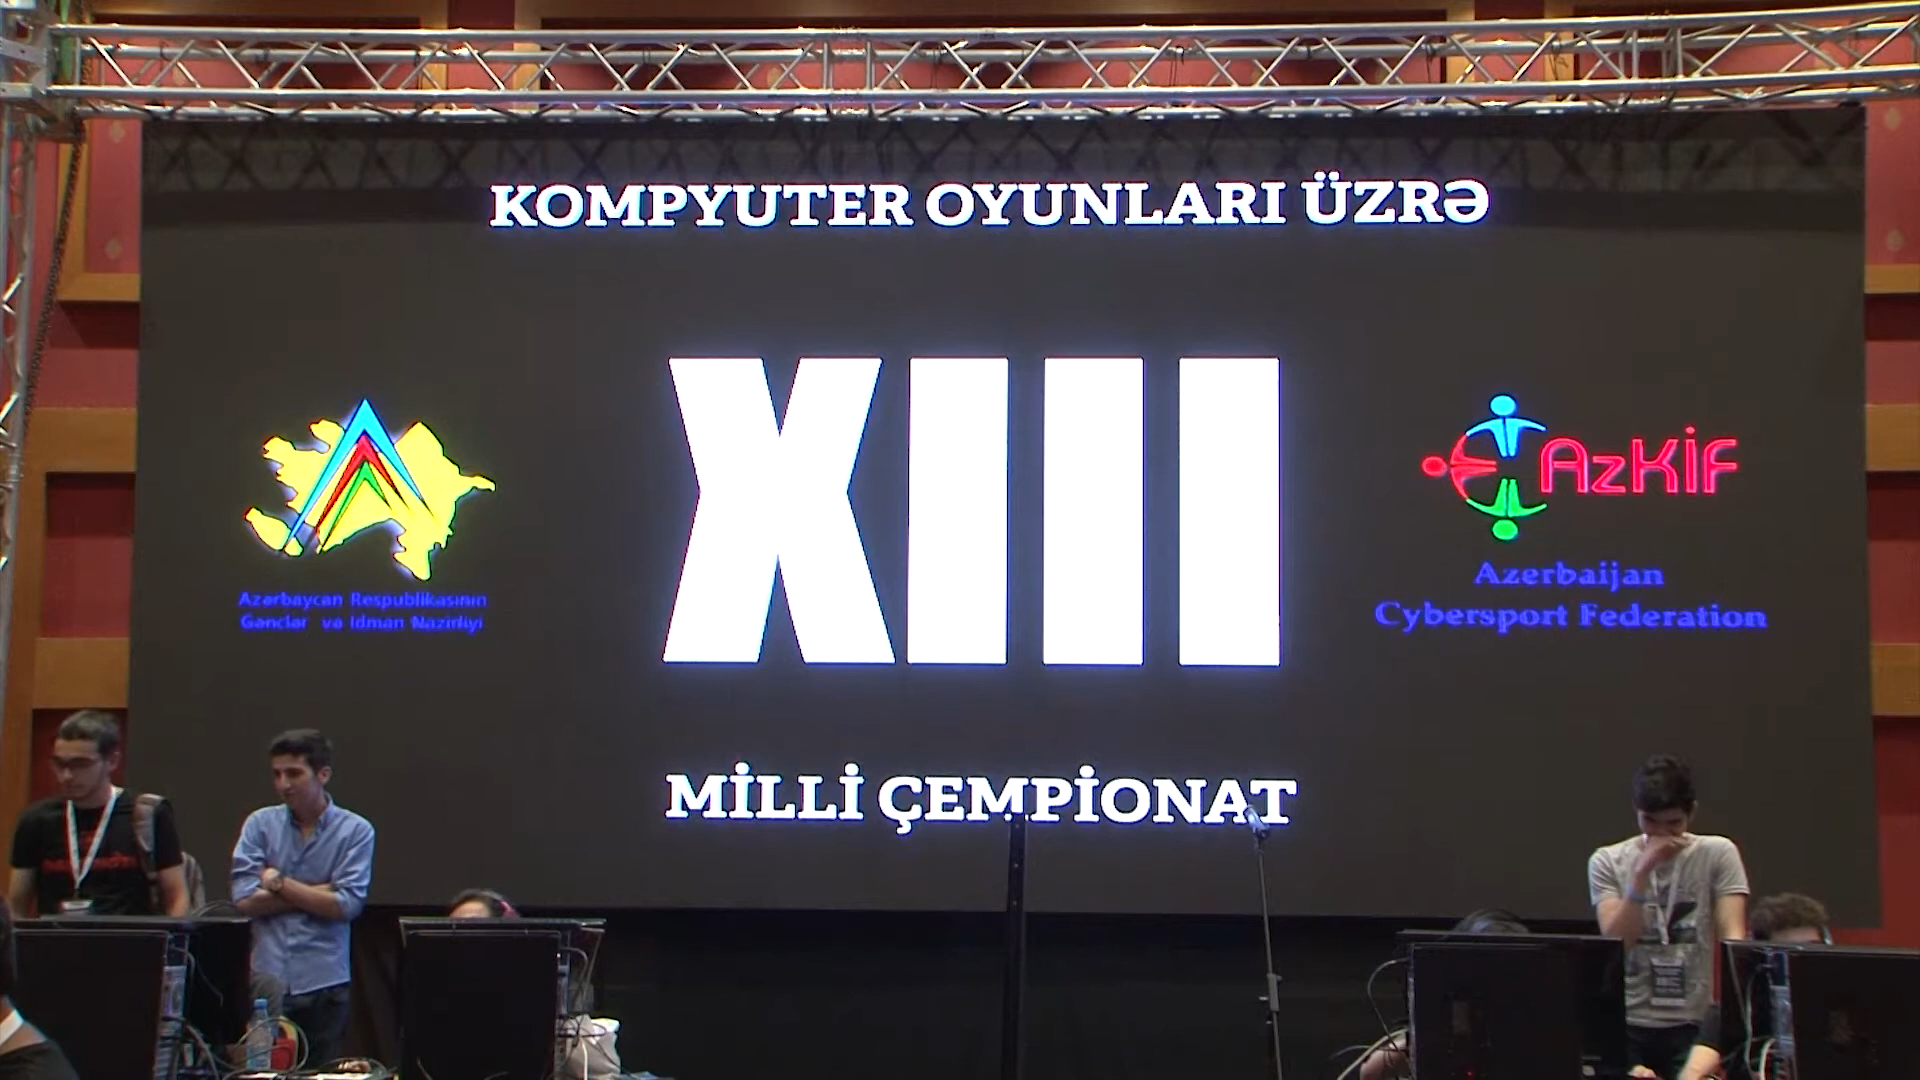 KOMPYUTER OYUNLARI ÜZRƏ
XIII
AzKİF
Azerbaijan
Cybersport Federation
Azərbaycan Respublikasının
Gənclər və İdman Nazirliyi
MİLLİ ÇEMPİONAT